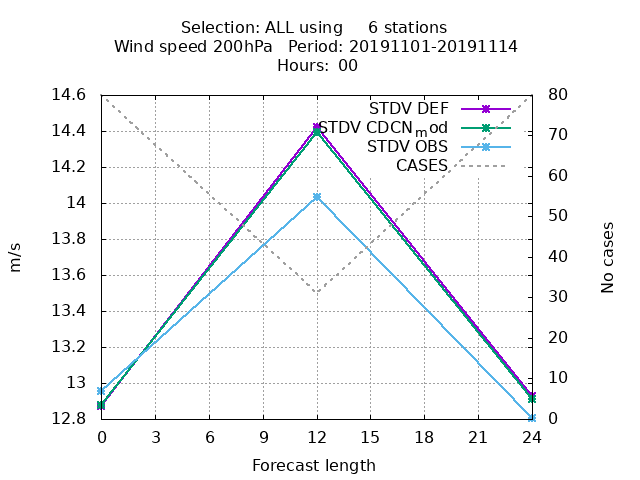 Selection: ALL using     6 stations
Wind speed 200hPa   Period: 20191101-20191114
Hours: 00
14.6
14.4
14.2
14
13.8
13.6
13.4
13.2
13
12.8
m/s
STDV DEF
STDV CDCNmod
STDV OBS
CASES
80
70
60
50
40
30
20
10
0
No cases
0 3 6 9 12 15 18 21 24
Forecast length